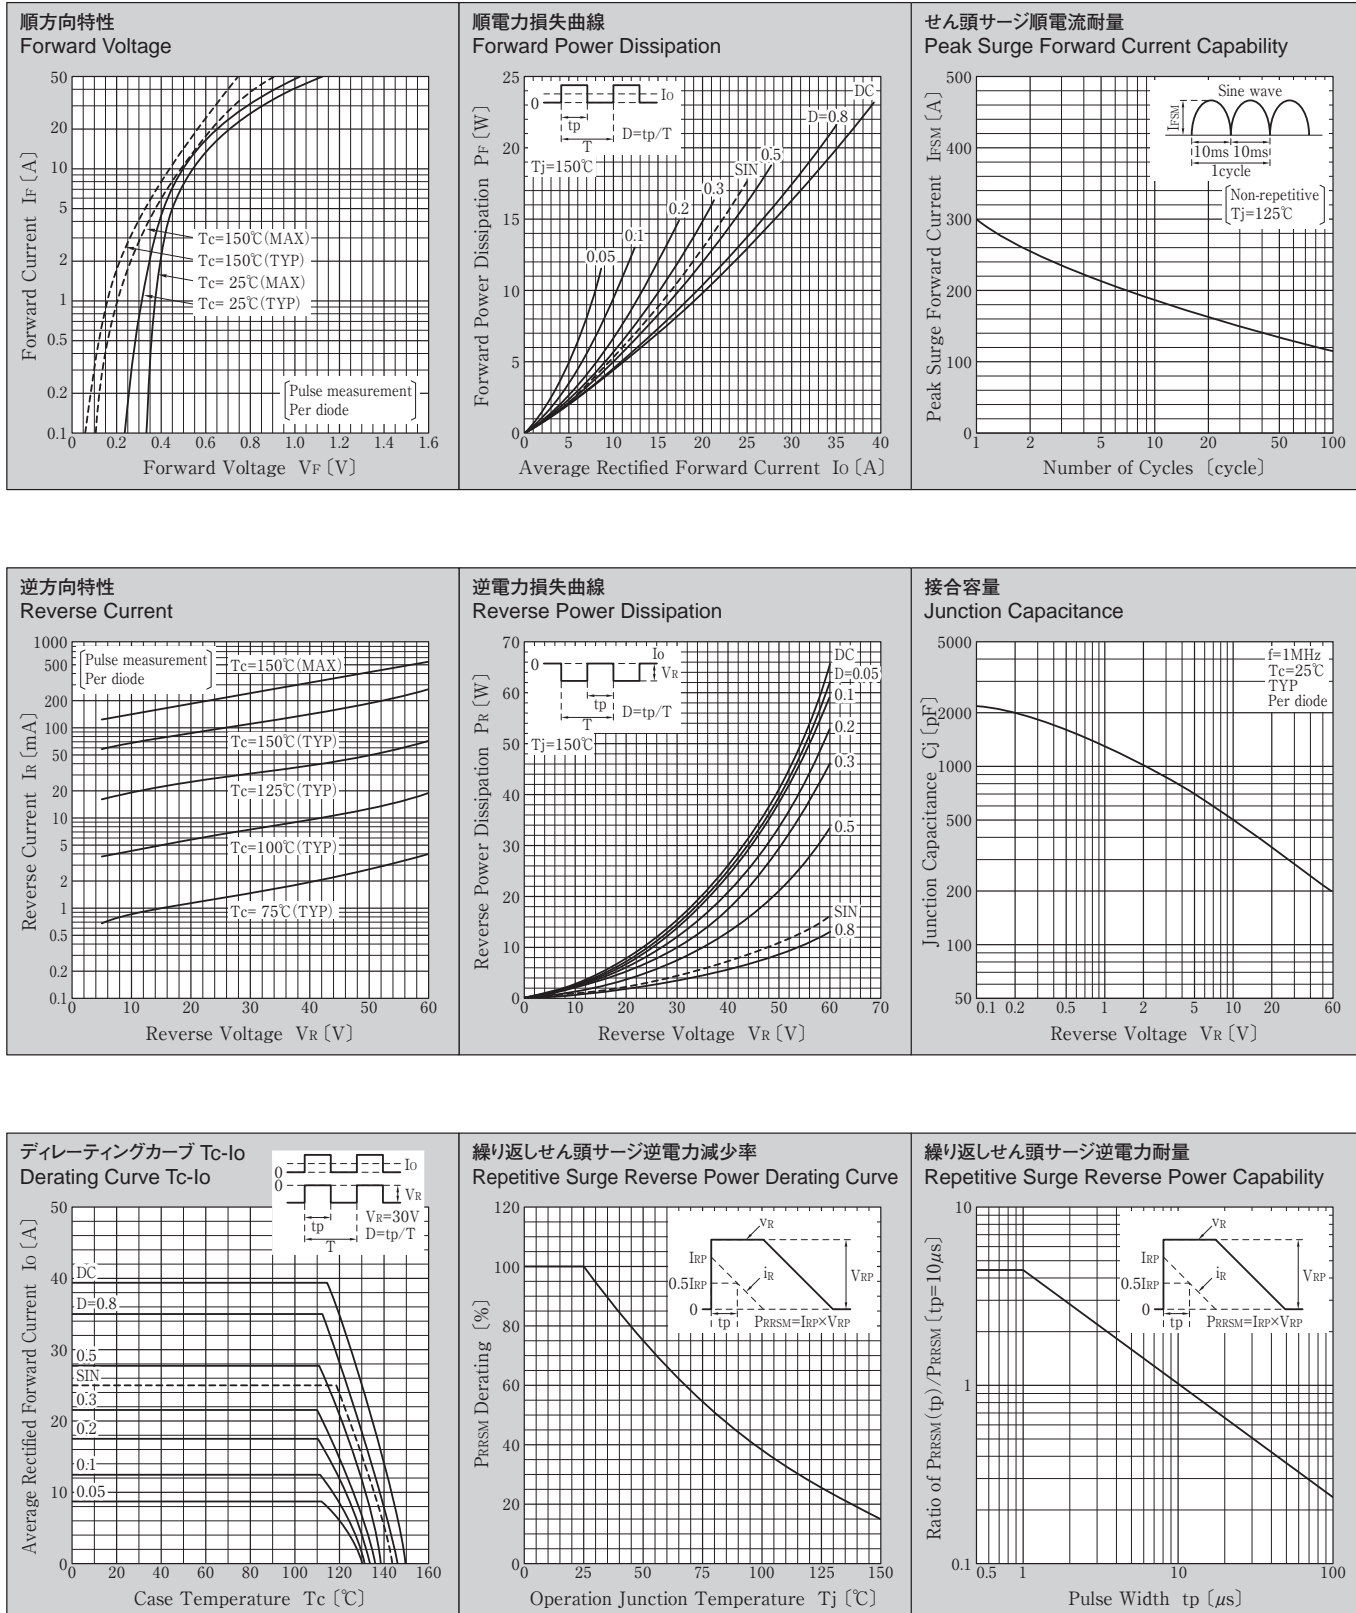 順方向特性
Forward Voltage
50
20
10
5
2
1
0.5
0.2
0.1
Forward Current IF [A]
Tc=150℃(MAX)
Tc=150℃(TYP)
Tc= 25℃(MAX)
Tc= 25℃(TYP)
Pulse measurement
Per diode
0 0.2 0.4 0.6 0.8 1.0 1.2 1.4 1.6
Forward Voltage VF [V]
順電力損失曲線
Forward Power Dissipation
25
20
15
10
5
0
Forward Power Dissipation PF [W]
0
Io
tp
T
D=tp/T
Tj=150℃
DC
D=0.8
0.5
SIN
0.3
0.2
0.1
0.05
0 5 10 15 20 25 30 35 40
Average Rectified Forward Current Io [A]
せん頭サージ順電流耐量
Peak Surge Forward Current Capability
500
400
300
200
100
0
Peak Surge Forward Current IFSM [A]
Sine wave
IFSM
10ms 10ms
1cycle
Non-repetitive
Tj=125℃
1 2 5 10 20 50 100
Number of Cycles [cycle]
逆方向特性
Reverse Current
1000
500
200
100
50
20
10
5
2
1
0.5
0.2
0.1
Reverse Current IR [mA]
Pulse measurement
Per diode
Tc=150℃(MAX)
Tc=150℃(TYP)
Tc=125℃(TYP)
Tc=100℃(TYP)
Tc= 75℃(TYP)
0 10 20 30 40 50 60
Reverse Voltage VR [V]
逆電力損失曲線
Reverse Power Dissipation
70
60
50
40
30
20
10
0
Reverse Power Dissipation PR [W]
0
Io
VR
tp
T
D=tp/T
Tj=150℃
DC
D=0.05
0.1
0.2
0.3
0.5
SIN
0.8
0 10 20 30 40 50 60 70
Reverse Voltage VR [V]
接合容量
Junction Capacitance
5000
2000
1000
500
200
100
50
Junction Capacitance Cj [pF]
f=1MHz
Tc=25℃
TYP
Per diode
0.1 0.2 0.5 1 2 5 10 20 60
Reverse Voltage VR [V]
ディレーティングカーブ Tc-Io
Derating Curve Tc-Io
0
Io
0
VR
tp
T
VR=30V
D=tp/T
50
40
30
20
10
0
Average Rectified Forward Current Io [A]
DC
D=0.8
0.5
SIN
0.3
0.2
0.1
0.05
0 20 40 60 80 100 120 140 160
Case Temperature Tc [℃]
繰り返しせん頭サージ逆電力減少率
Repetitive Surge Reverse Power Derating Curve
120
100
80
60
40
20
0
PRRSM Derating [%]
vR
IRP
0.5IRP
iR
VRP
0
tp
PRRSM=IRP×VRP
0 25 50 75 100 125 150
Operation Junction Temperature Tj [℃]
繰り返しせん頭サージ逆電力耐量
Repetitive Surge Reverse Power Capability
10
1
0.1
Ratio of PRRSM(tp)/PRRSM [tp=10μs]
vR
IRP
0.5IRP
iR
VRP
0
tp
PRRSM=IRP×VRP
0.5 1 10 100
Pulse Width tp [μs]